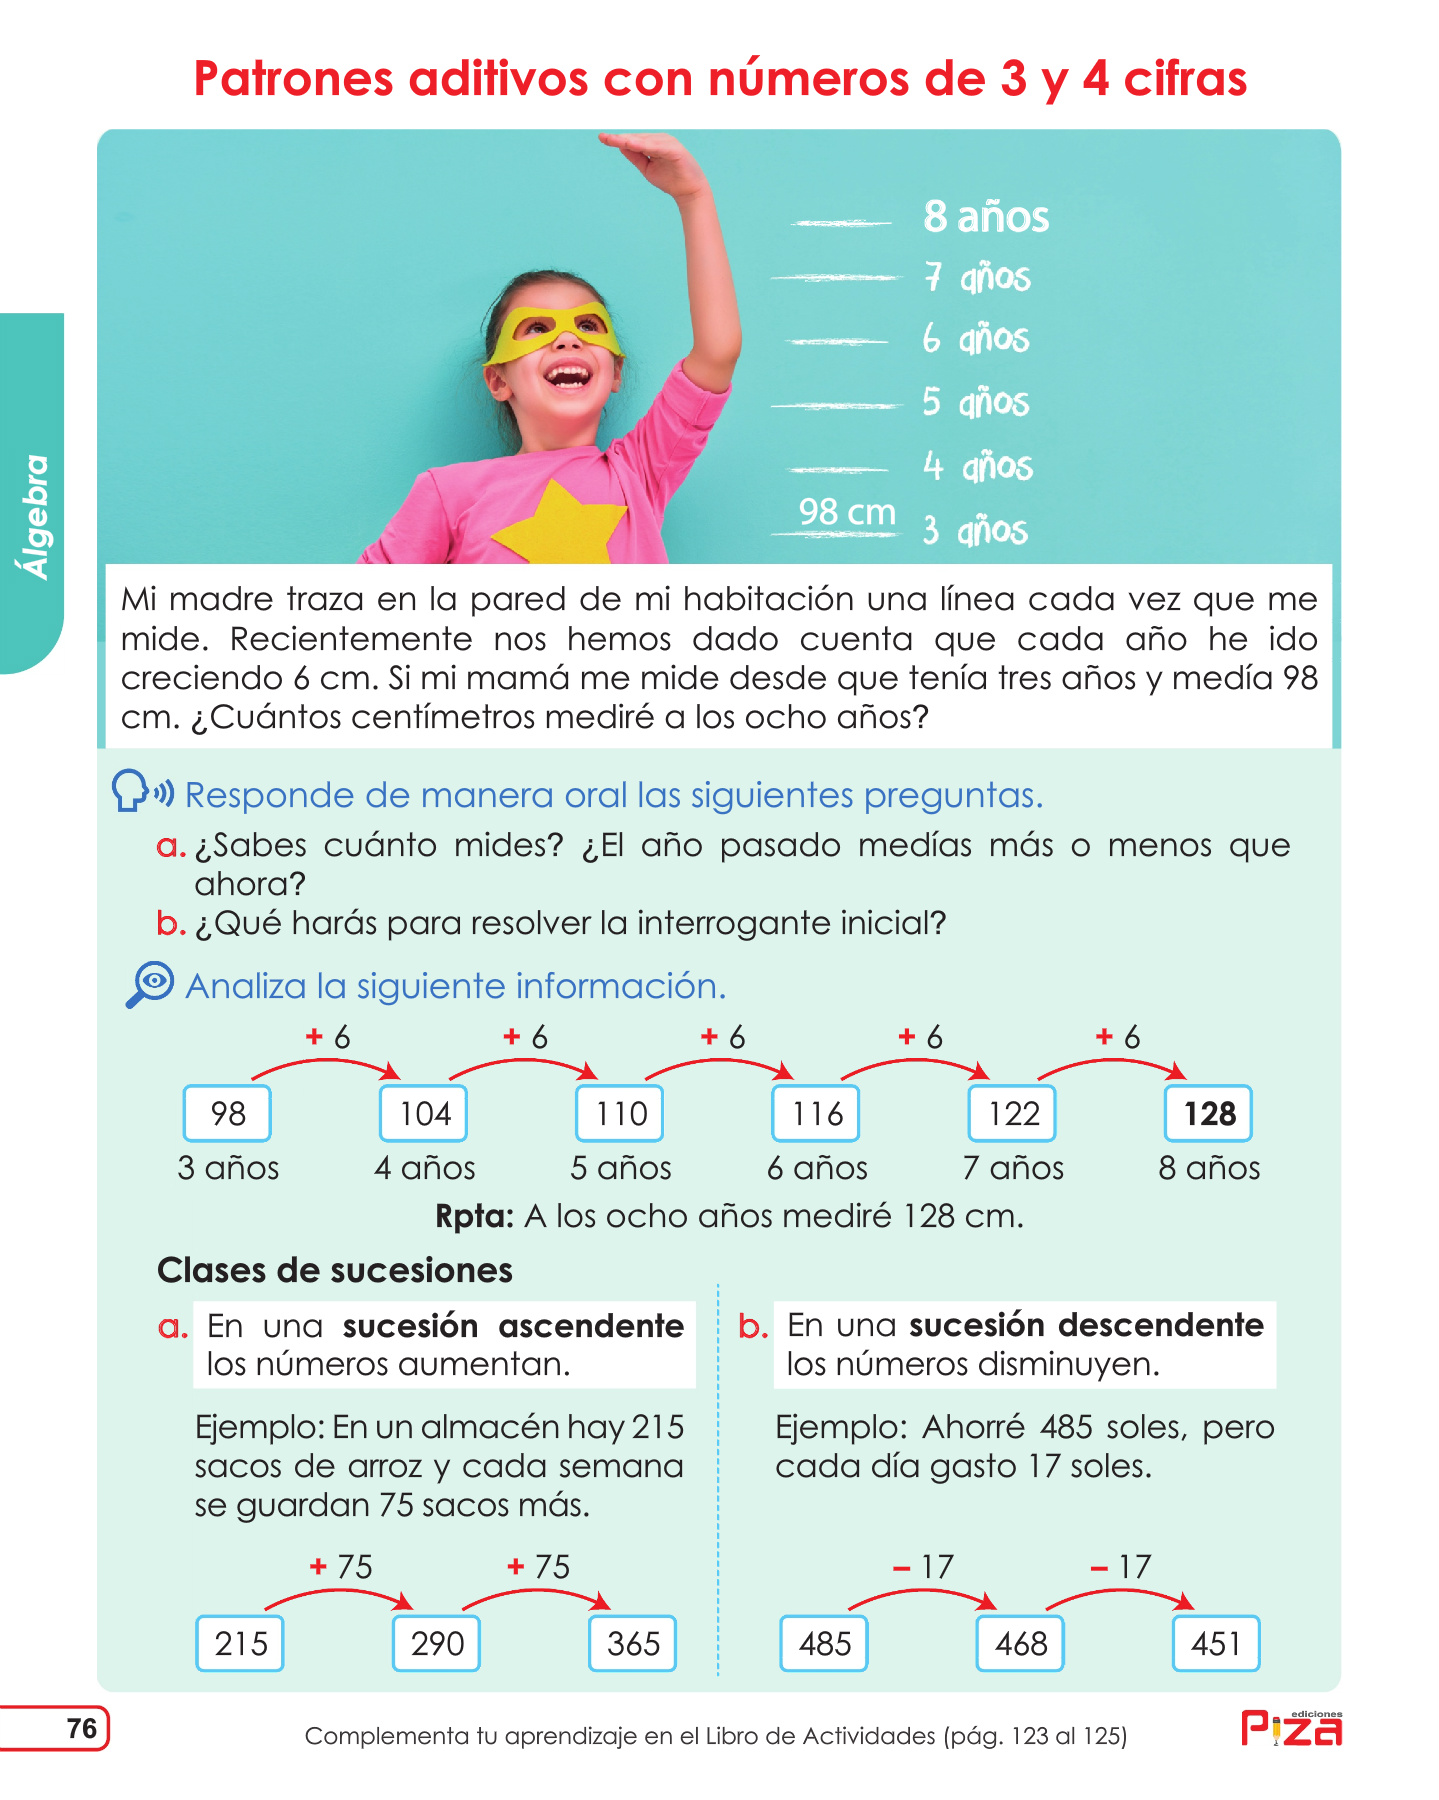 Patrones aditivos con números de 3 y 4 cifras
8 años
7 años
6 años
5 años
4 años
98 cm
3 años
Álgebra
Mi madre traza en la pared de mi habitación una línea cada vez que me
mide. Recientemente nos hemos dado cuenta que cada año he ido
creciendo 6 cm. Si mi mamá me mide desde que tenía tres años y medía 98
cm. ¿Cuántos centímetros mediré a los ocho años?
Responde de manera oral las siguientes preguntas.
a. ¿Sabes cuánto mides? ¿El año pasado medías más o menos que
ahora?
b. ¿Qué harás para resolver la interrogante inicial?
Analiza la siguiente información.
+ 6 + 6 + 6 + 6 + 6
98 104 110 116 122 128
3 años 4 años 5 años 6 años 7 años 8 años
Rpta: A los ocho años mediré 128 cm.
Clases de sucesiones
a. En una sucesión ascendente
los números aumentan.
Ejemplo: En un almacén hay 215
sacos de arroz y cada semana
se guardan 75 sacos más.
+ 75 + 75
215 290 365
b. En una sucesión descendente
los números disminuyen.
Ejemplo: Ahorré 485 soles, pero
cada día gasto 17 soles.
– 17 – 17
485 468 451
76
Complementa tu aprendizaje en el Libro de Actividades (pág. 123 al 125)
ediciones
Piza